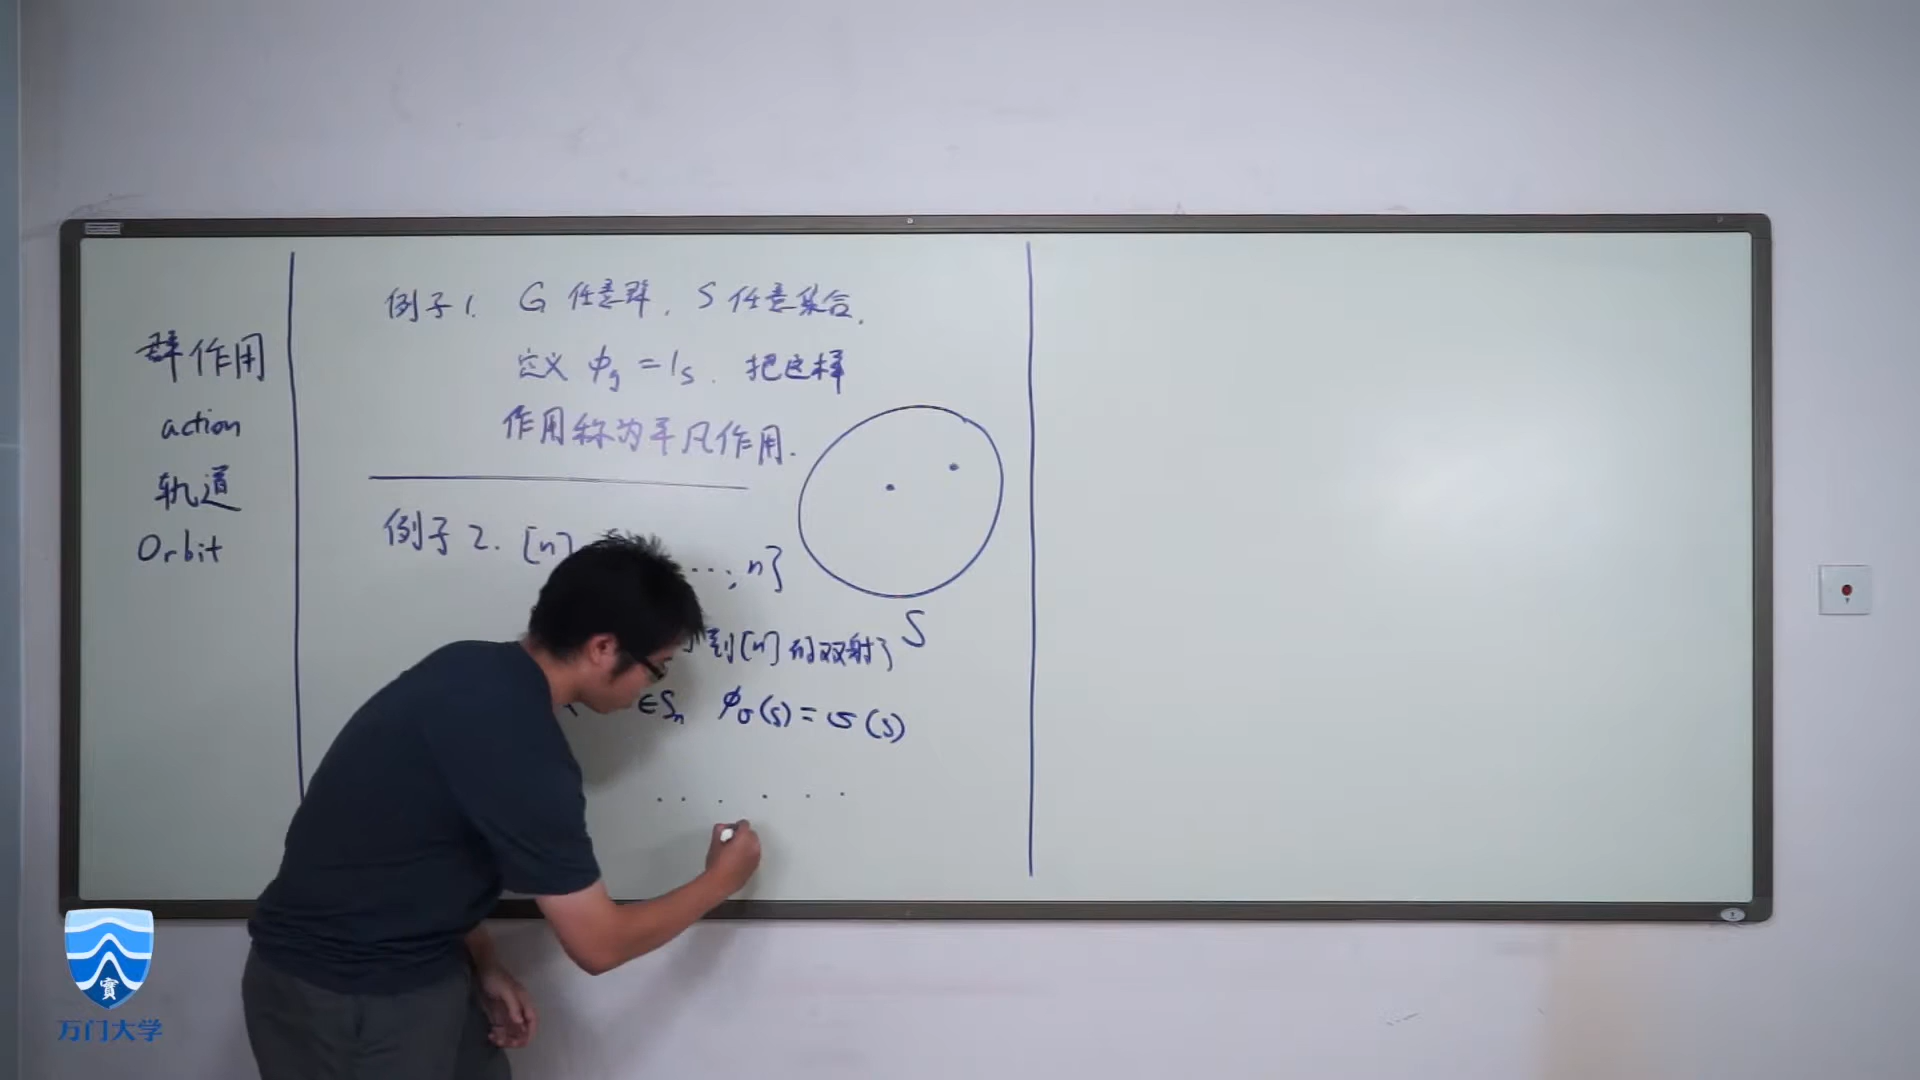 群作用
action
轨道
Orbit
例子1. G 任意群, S 任意集合.
定义 ϕg = 1s. 把这样
作用称为平凡作用.
例子 2. [n]
…, n}
到[n]的双射}
S
∈Sn ϕσ(s) = σ(s)
實
万门大学